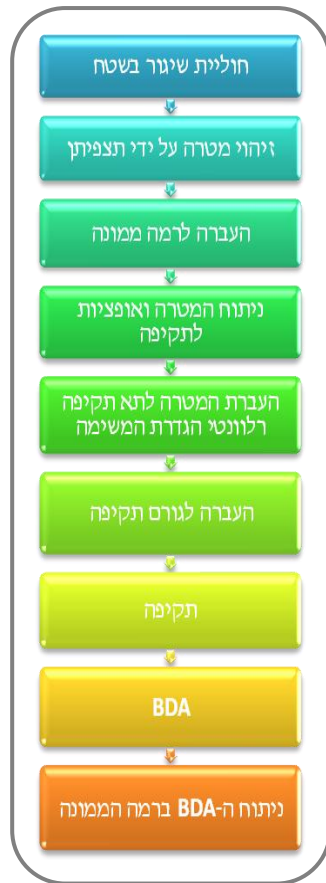 חוליית שיגור בשטח
זיהוי מטרה על ידי תצפיתן
העברה לרמה ממונה
ניתוח המטרה ואופציות
לתקיפה
העברת המטרה לתא תקיפה
רלוונטי הגדרת המשימה
העברה לגורם תקיפה
תקיפה
BDA
ניתוח ה-BDA ברמה הממונה